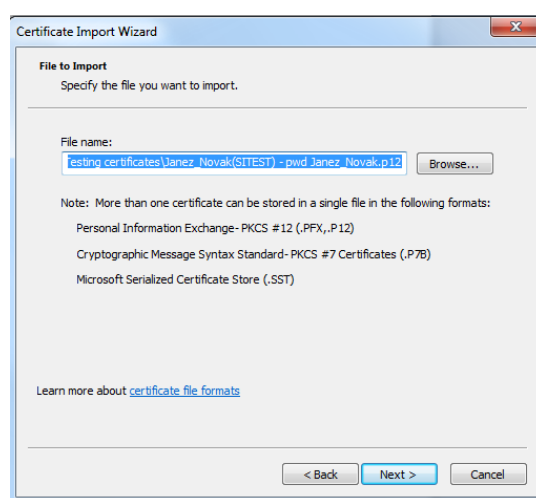 Certificate Import Wizard
File to Import
Specify the file you want to import.
File name:
esting certificates\Janez_Novak(SITEST) - pwd Janez_Novak.p12
Browse...
Note: More than one certificate can be stored in a single file in the following formats:
Personal Information Exchange- PKCS #12 (.PFX,.P12)
Cryptographic Message Syntax Standard- PKCS #7 Certificates (.P7B)
Microsoft Serialized Certificate Store (.SST)
Learn more about certificate file formats
< Back Next > Cancel